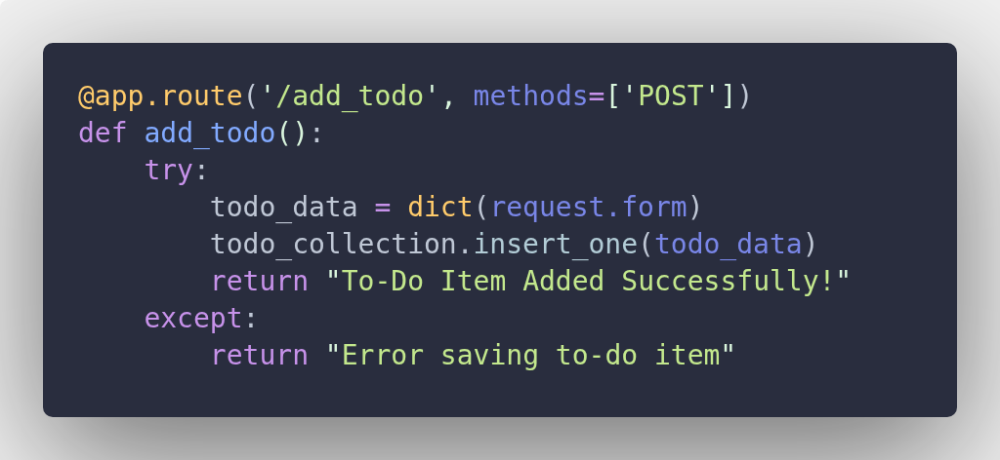 @app.route('/add_todo', methods=['POST'])
def add_todo():
    try:
        todo_data = dict(request.form)
        todo_collection.insert_one(todo_data)
        return "To-Do Item Added Successfully!"
    except:
        return "Error saving to-do item"